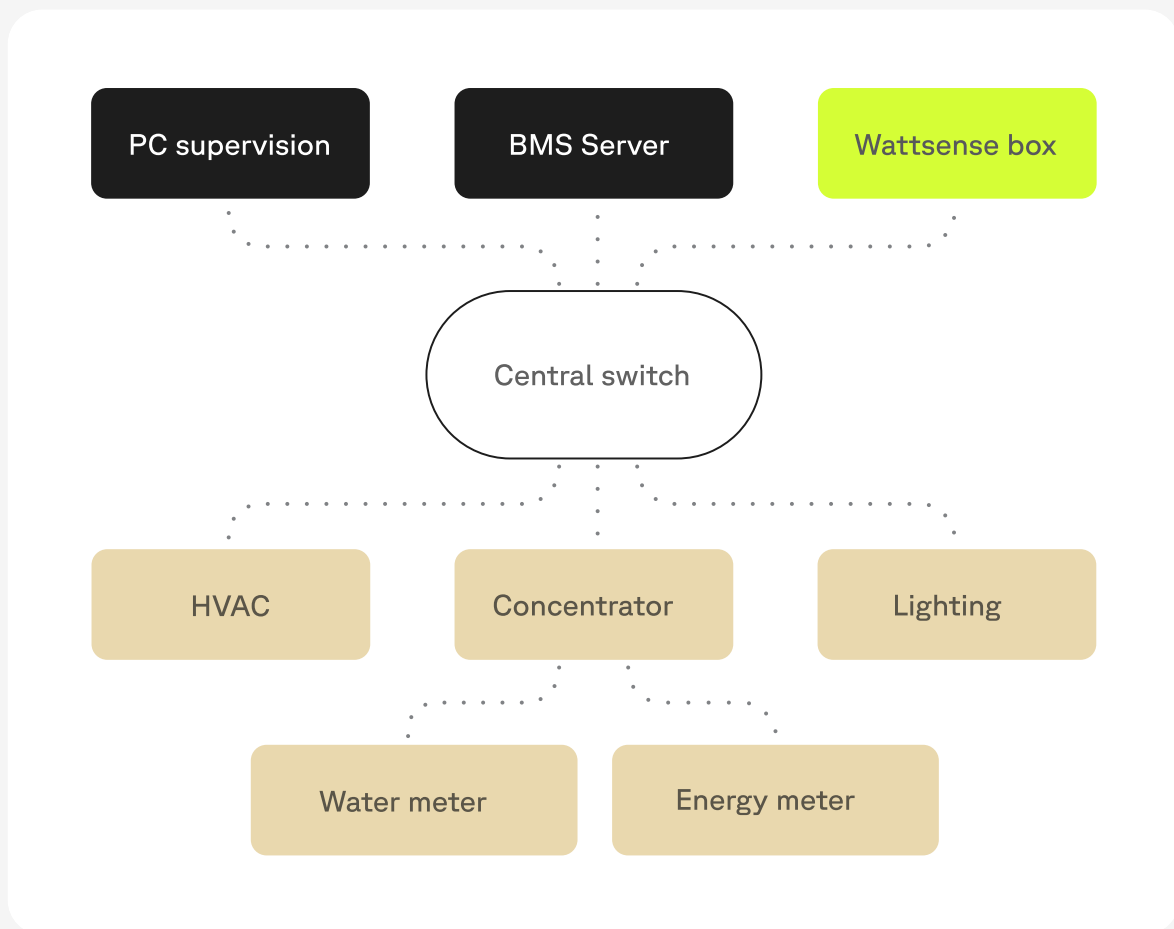 PC supervision
BMS Server
Wattsense box
Central switch
HVAC
Concentrator
Lighting
Water meter
Energy meter